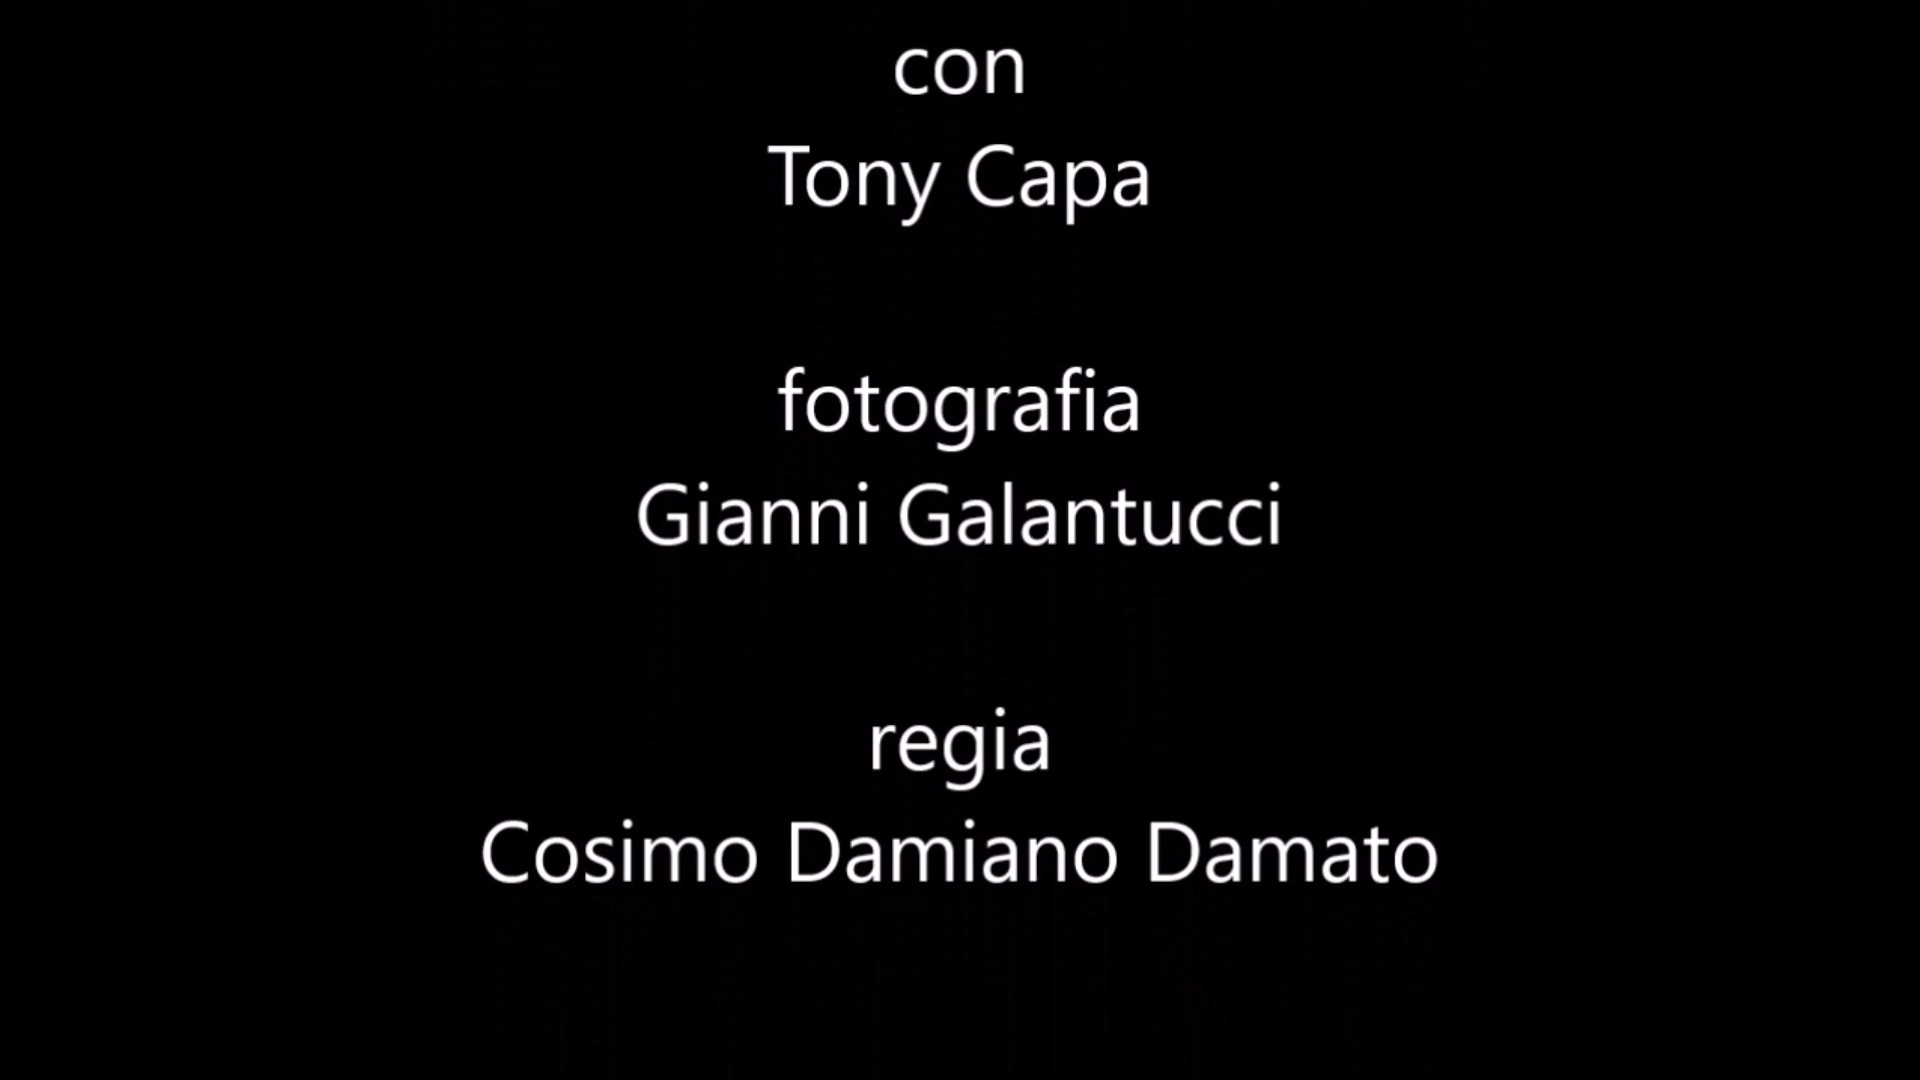 con
Tony Capa
fotografia
Gianni Galantucci
regia
Cosimo Damiano Damato